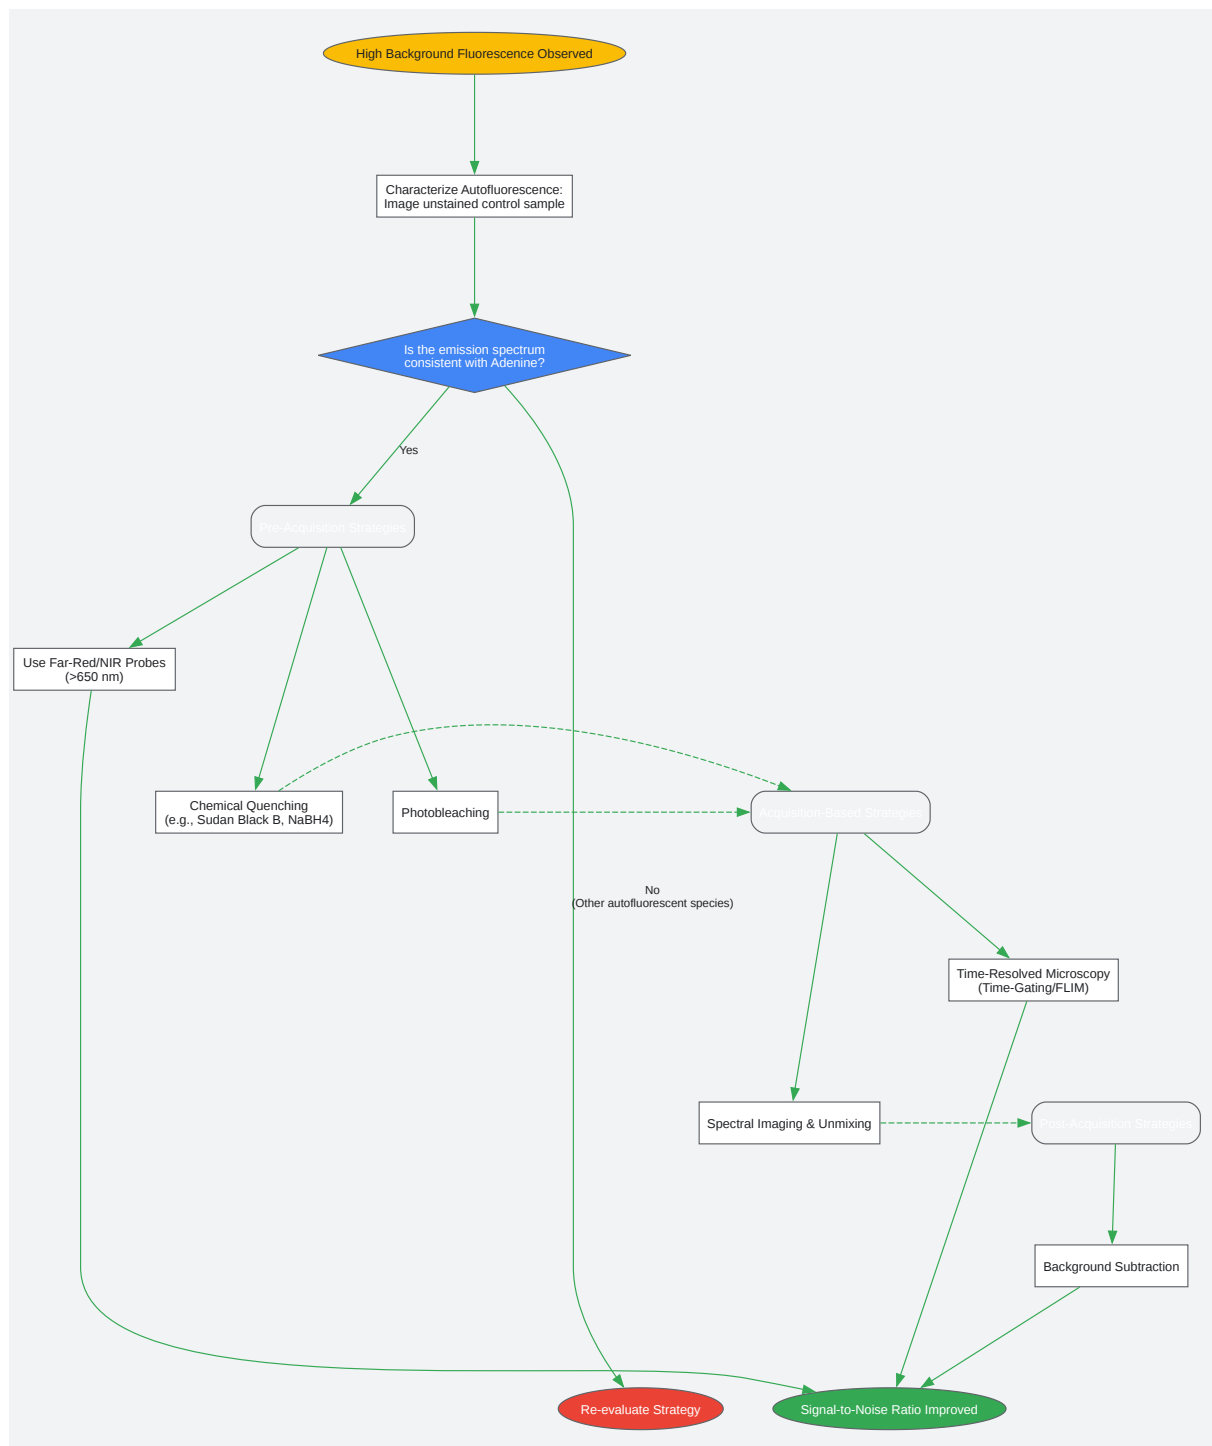 High Background Fluorescence Observed
Characterize Autofluorescence:
Image unstained control sample
Is the emission spectrum
consistent with Adenine?
Yes
Pre-Acquisition Strategies
Use Far-Red/NIR Probes
(>650 nm)
Chemical Quenching
(e.g., Sudan Black B, NaBH4)
Photobleaching
Acquisition-Based Strategies
No
(Other autofluorescent species)
Time-Resolved Microscopy
(Time-Gating/FLIM)
Spectral Imaging & Unmixing
Post-Acquisition Strategies
Background Subtraction
Re-evaluate Strategy
Signal-to-Noise Ratio Improved